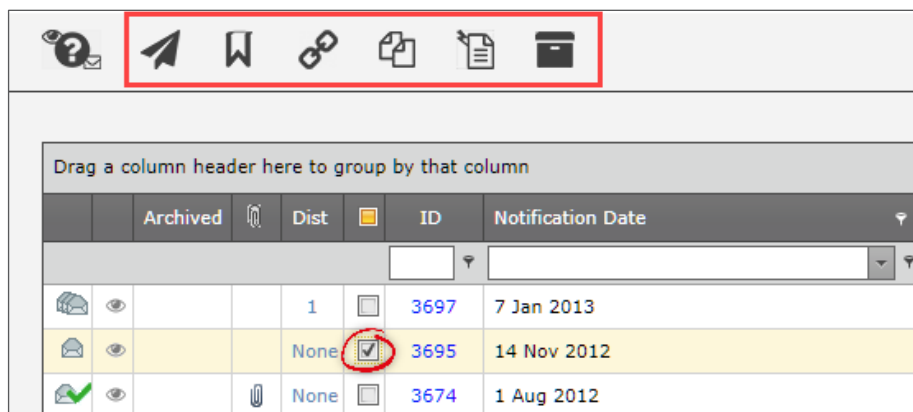 Drag a column header here to group by that column
Archived Dist ID Notification Date
1 3697 7 Jan 2013
None 3695 14 Nov 2012
None 3674 1 Aug 2012